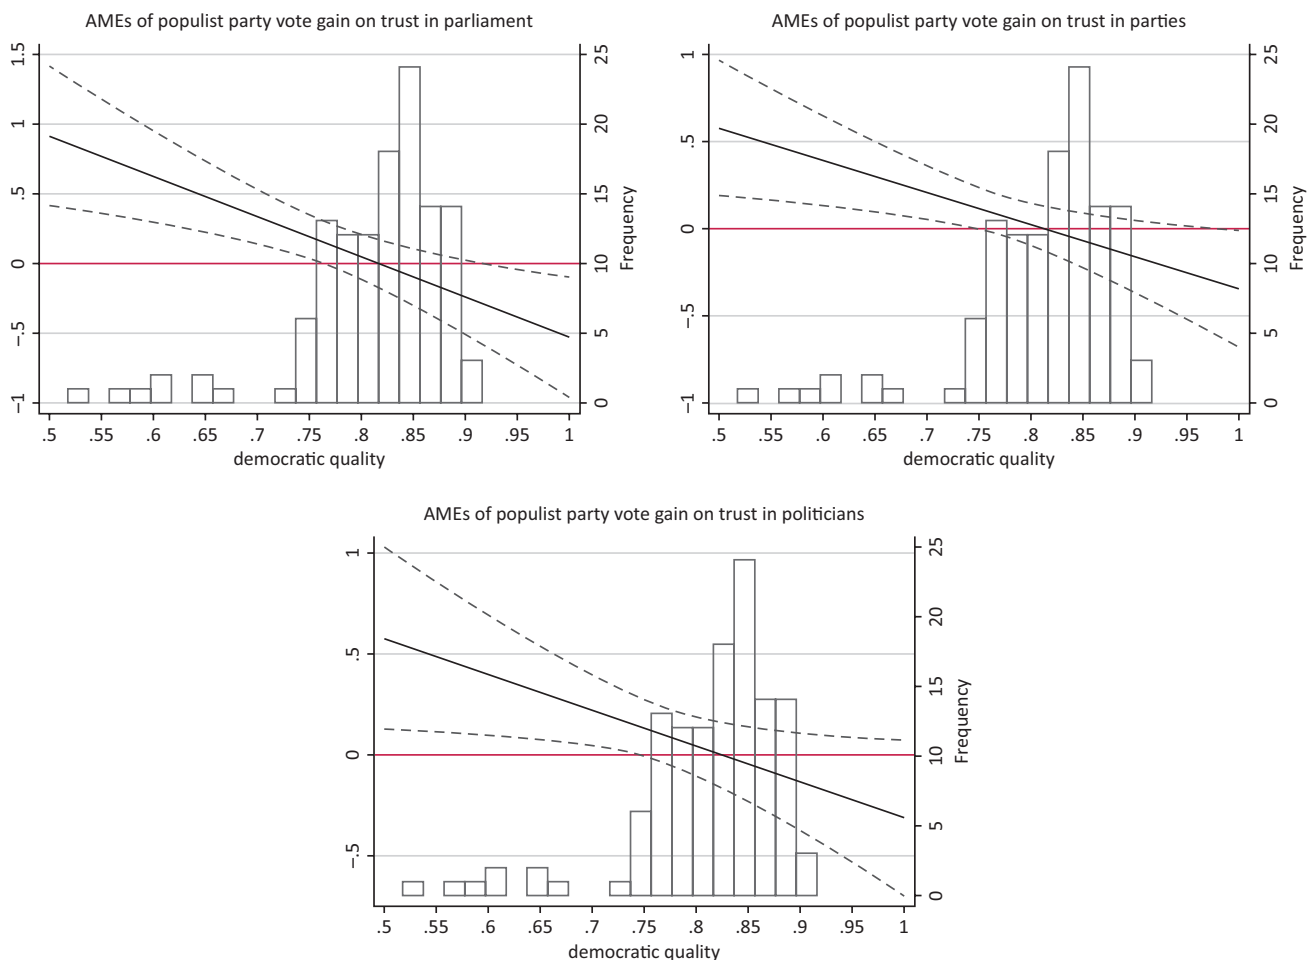 AMEs of populist party vote gain on trust in parliament
1.5
1
.5
0
−.5
−1
25
20
15
10
5
0
Frequency
.5 .55 .6 .65 .7 .75 .8 .85 .9 .95 1
democratic quality
AMEs of populist party vote gain on trust in parties
1
.5
0
−.5
−1
25
20
15
10
5
0
Frequency
.5 .55 .6 .65 .7 .75 .8 .85 .9 .95 1
democratic quality
AMEs of populist party vote gain on trust in politicians
1
.5
0
−.5
25
20
15
10
5
0
Frequency
.5 .55 .6 .65 .7 .75 .8 .85 .9 .95 1
democratic quality